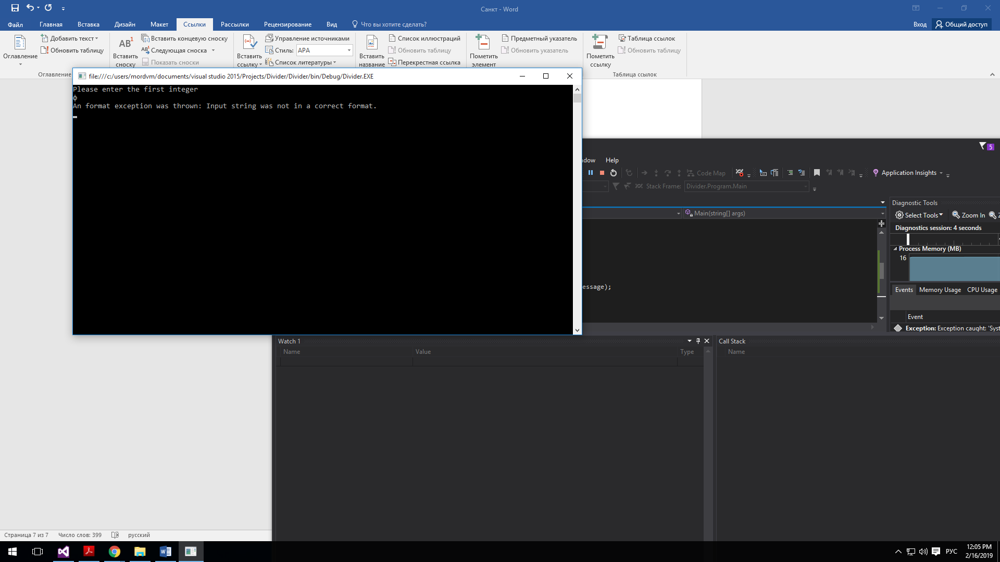 Санкт - Word
Файл Главная Вставка Дизайн Макет Ссылки Рассылки Рецензирование Вид Что вы хотите сделать? Вход Общий доступ
Оглавление
Добавить текст
Обновить таблицу
Оглавление
AB1
Вставить сноску
Вставить концевую сноску
AB1 Следующая сноска
Показать сноски
Вставить ссылку
Управление источниками
Стиль: APA
Список литературы
Вставить название
Список иллюстраций
Обновить таблицу
Перекрестная ссылка
Пометить элемент
Предметный указатель
Обновить указатель
Пометить ссылку
Таблица ссылок
Обновить таблицу
Таблица ссылок
file:///c:/users/mordvm/documents/visual studio 2015/Projects/Divider/Divider/bin/Debug/Divider.EXE
Please enter the first integer
ф
An format exception was thrown: Input string was not in a correct format.
5
dow Help
Code Map Application Insights
Stack Frame: Divider.Program.Main
Main(string[] args)
essage);
Diagnostic Tools
Select Tools Zoom In Z
Diagnostics session: 4 seconds
Process Memory (MB)
16
Events Memory Usage CPU Usage
Event
Exception: Exception caught: 'Syst
Watch 1
Name Value Type
Call Stack
Name
Страница 7 из 7 Число слов: 399 русский
РУС
12:05 PM
2/16/2019